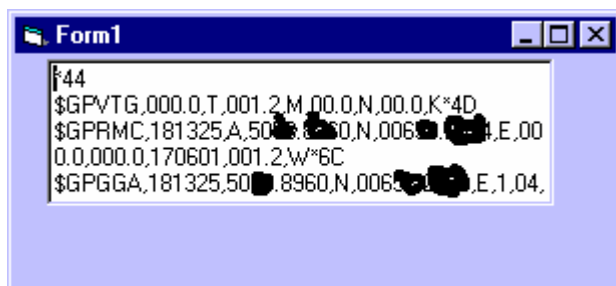 Form1
*44
$GPVTG,000.0,T,001.2,M,00.0,N,00.0,K*4D
$GPRMC,181325,A,50 60,N,006 ,E,00
0.0,000.0,170601,001.2,W*6C
$GPGGA,181325,50 .8960,N,006 ,E,1,04,